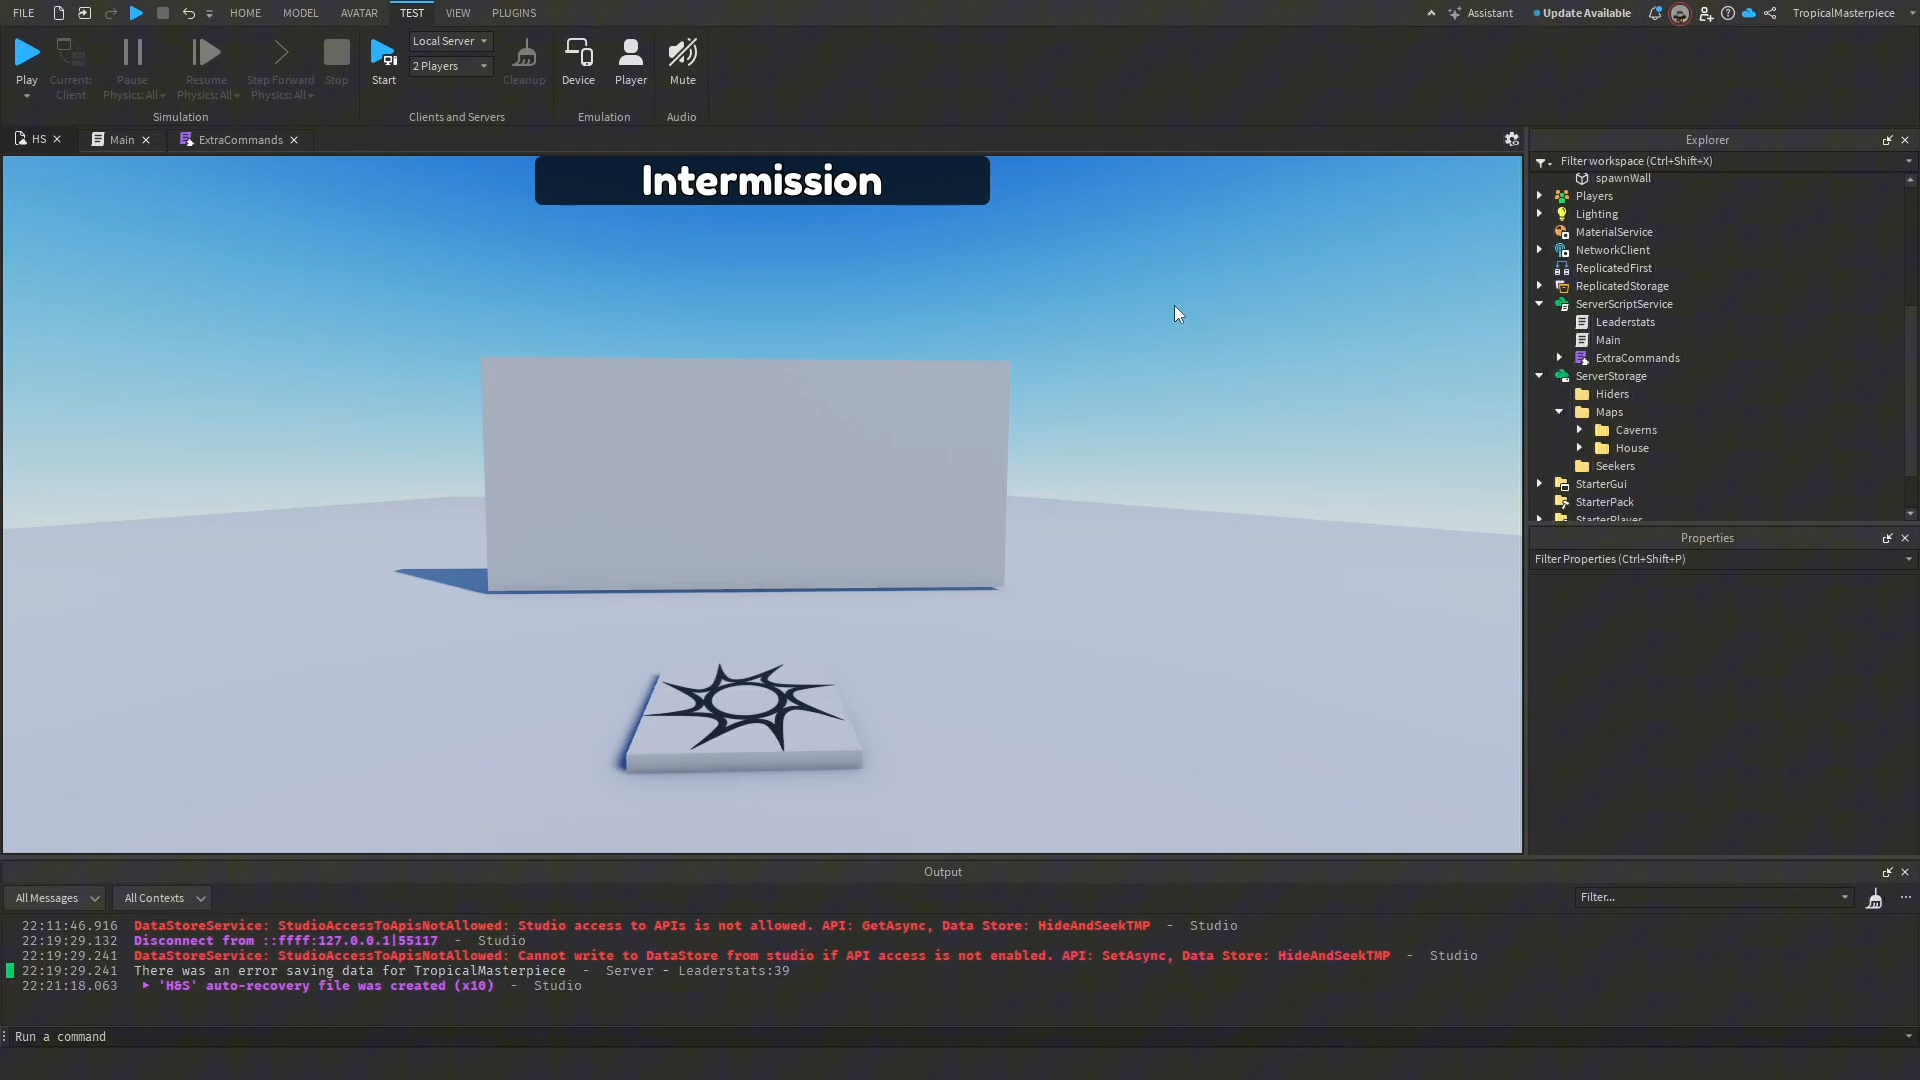 FILE HOME MODEL AVATAR TEST VIEW PLUGINS Assistant Update Available TropicalMasterpiece
Play Current: Client Pause Physics: All Resume Physics: All Step Forward Physics: All Stop
Simulation
Start Local Server 2 Players Cleanup
Clients and Servers
Device Player
Emulation
Mute
Audio
HS Main ExtraCommands
Intermission
Explorer
Filter workspace (Ctrl+Shift+X)
spawnWall
Players
Lighting
MaterialService
NetworkClient
ReplicatedFirst
ReplicatedStorage
ServerScriptService
Leaderstats
Main
ExtraCommands
ServerStorage
Hiders
Maps
Caverns
House
Seekers
StarterGui
StarterPack
StarterPlayer
Properties
Filter Properties (Ctrl+Shift+P)
Output
All Messages All Contexts Filter...
22:11:46.916 DataStoreService: StudioAccessToApisNotAllowed: Studio access to APIs is not allowed. API: GetAsync, Data Store: HideAndSeekTMP - Studio
22:19:29.132 Disconnect from ::ffff:127.0.0.1|55117 - Studio
22:19:29.241 DataStoreService: StudioAccessToApisNotAllowed: Cannot write to DataStore from studio if API access is not enabled. API: SetAsync, Data Store: HideAndSeekTMP - Studio
22:19:29.241 There was an error saving data for TropicalMasterpiece - Server - Leaderstats:39
22:21:18.063 'H&S' auto-recovery file was created (x10) - Studio
Run a command